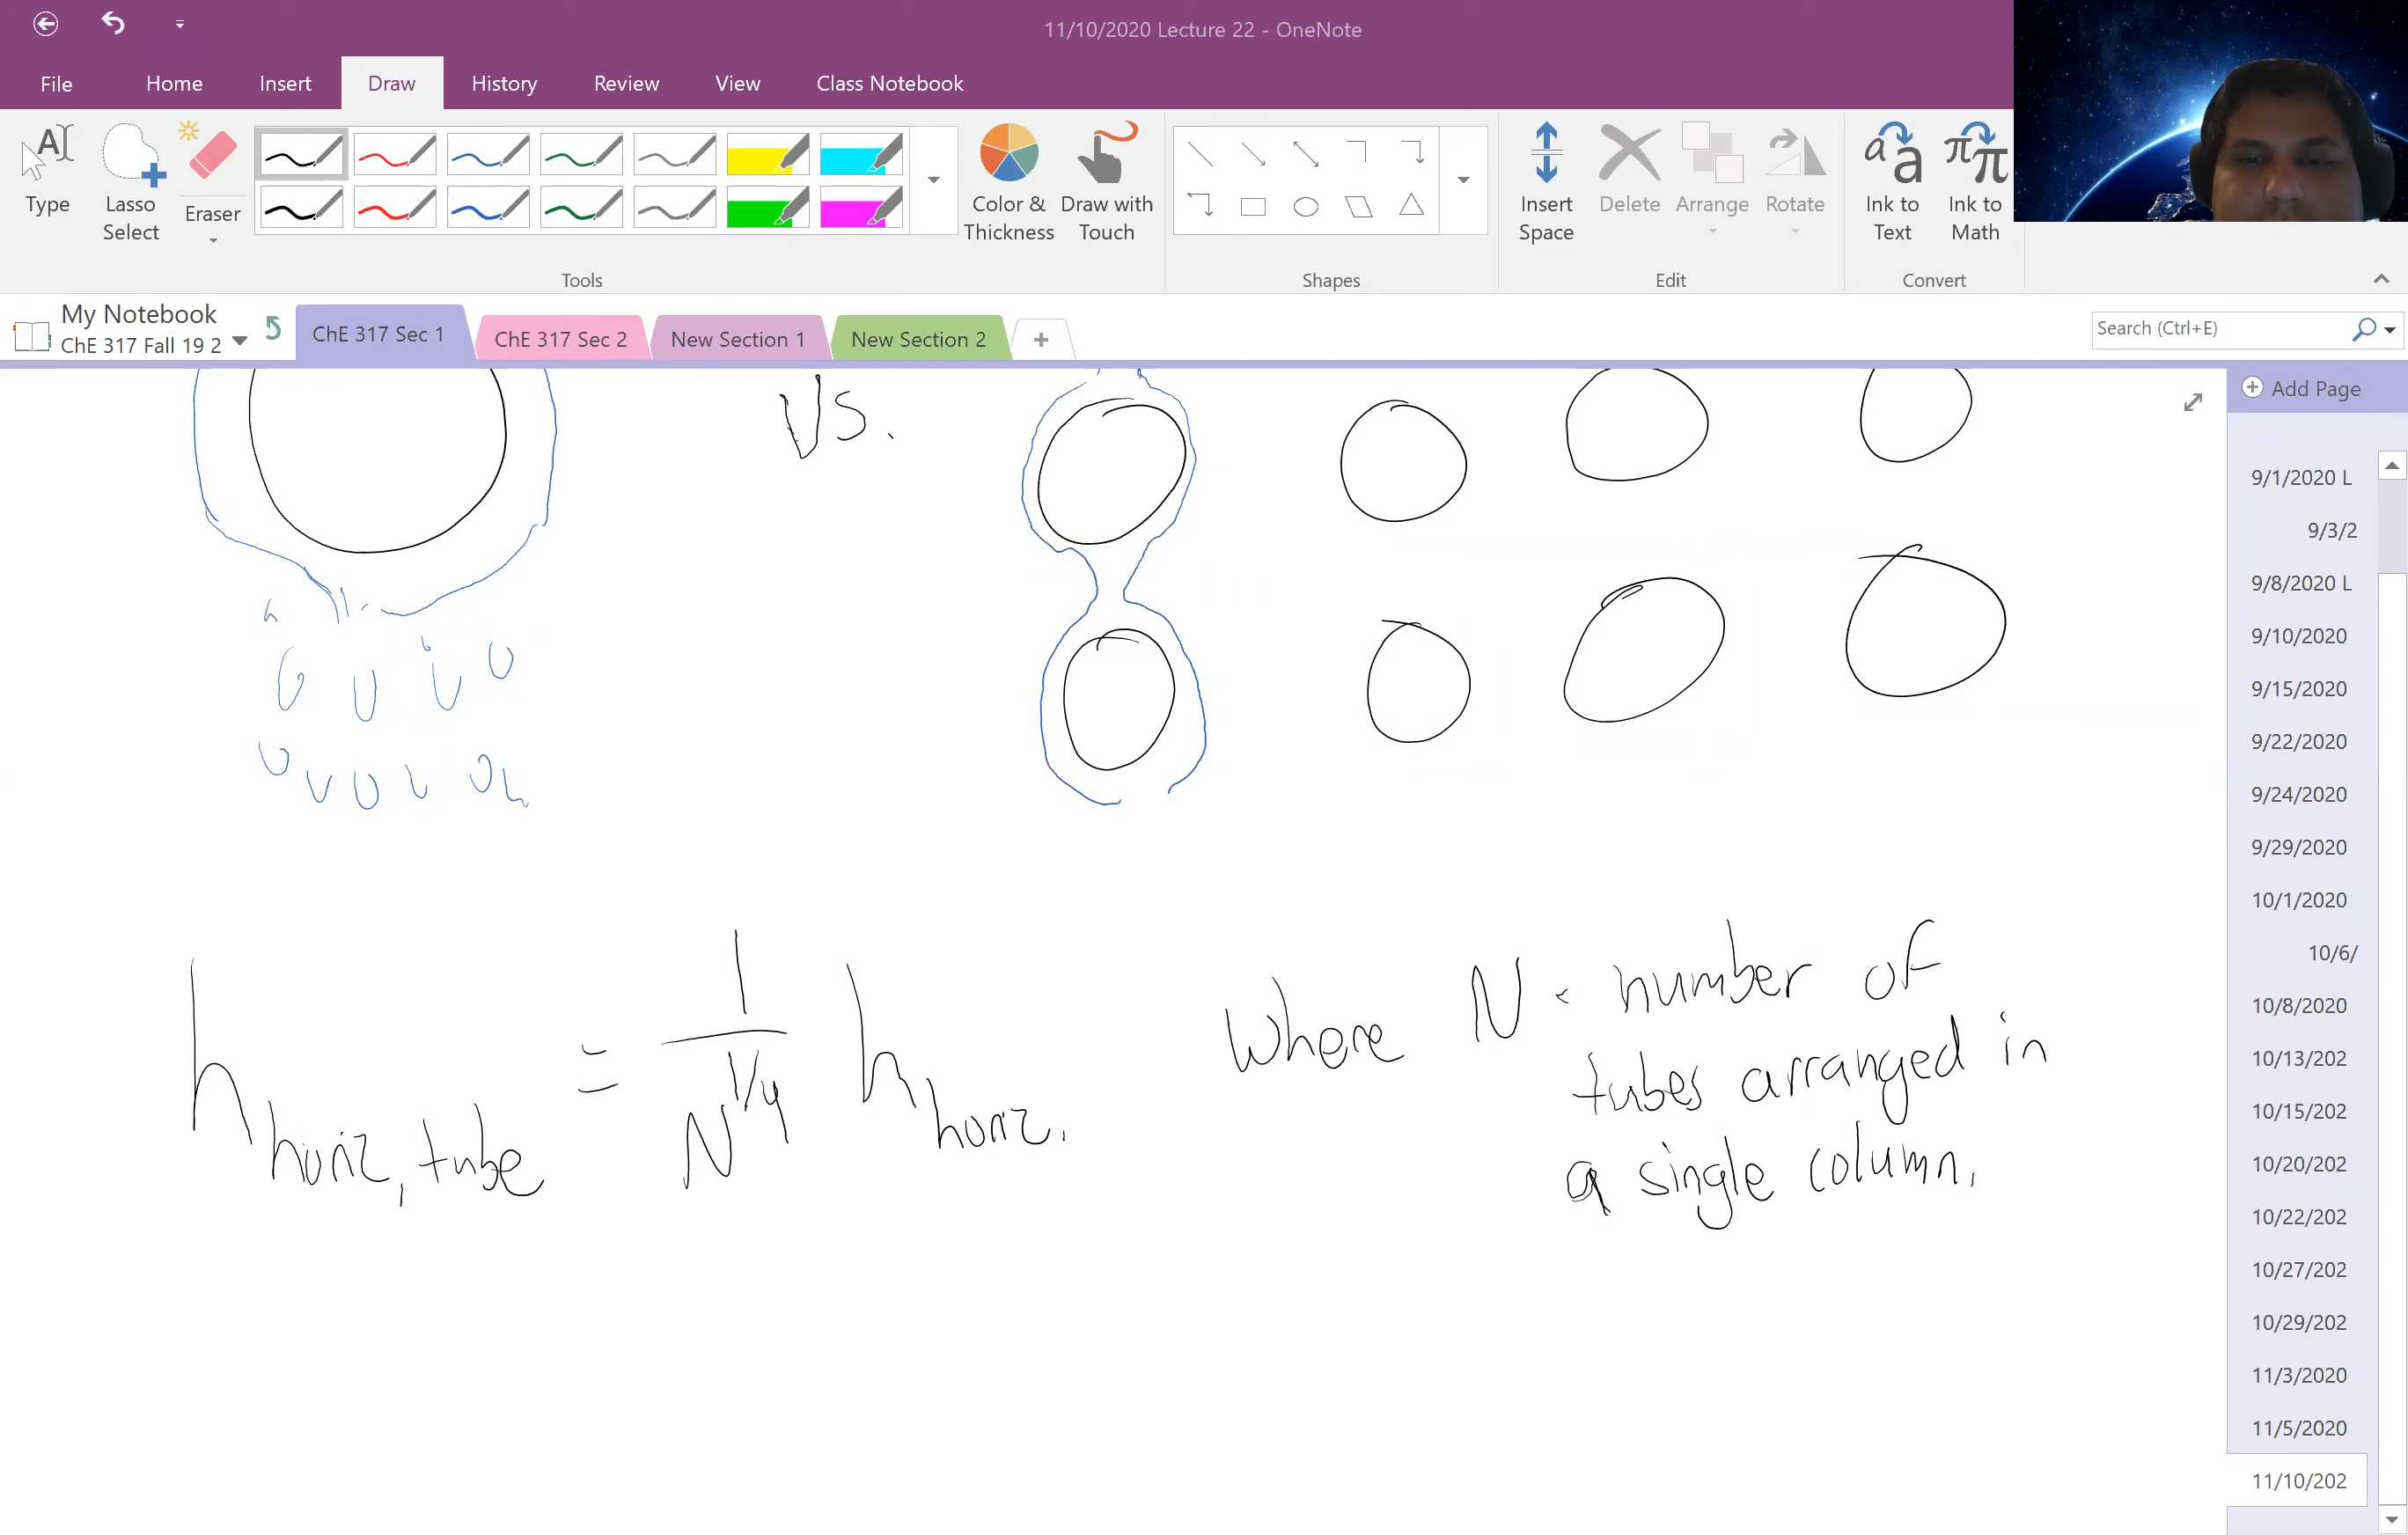 11/10/2020 Lecture 22 - OneNote
File Home Insert Draw History Review View Class Notebook
Type
Lasso Select
Eraser
Color & Thickness
Draw with Touch
Insert Space
Delete
Arrange
Rotate
Ink to Text
Ink to Math
Tools
Shapes
Edit
Convert
My Notebook
ChE 317 Fall 19 2
ChE 317 Sec 1
ChE 317 Sec 2
New Section 1
New Section 2
Search (Ctrl+E)
Add Page
9/1/2020 L
9/3/2
9/8/2020 L
9/10/2020
9/15/2020
9/22/2020
9/24/2020
9/29/2020
10/1/2020
10/6/
10/8/2020
10/13/202
10/15/202
10/20/202
10/22/202
10/27/202
10/29/202
11/3/2020
11/5/2020
11/10/202
Vs.
h horiz, tube = 1 / N^1/4 h horiz.
Where N = number of
tubes arranged in
a single column.